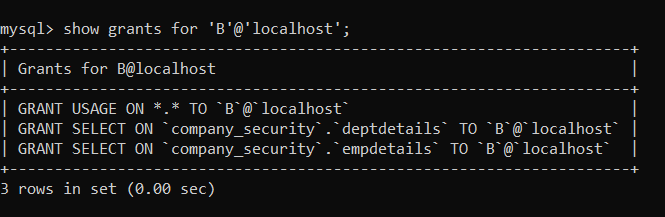 mysql> show grants for 'B'@'localhost';
+---------------------------------------------------------------+
| Grants for B@localhost                                        |
+---------------------------------------------------------------+
| GRANT USAGE ON *.* TO `B`@`localhost`                         |
| GRANT SELECT ON `company_security`.`deptdetails` TO `B`@`localhost` |
| GRANT SELECT ON `company_security`.`empdetails` TO `B`@`localhost`  |
+---------------------------------------------------------------+
3 rows in set (0.00 sec)